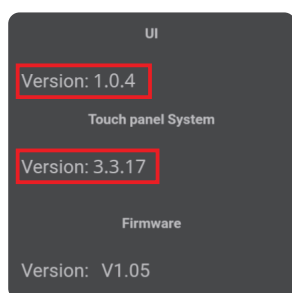 UI
Version: 1.0.4
Touch panel System
Version: 3.3.17
Firmware
Version: V1.05